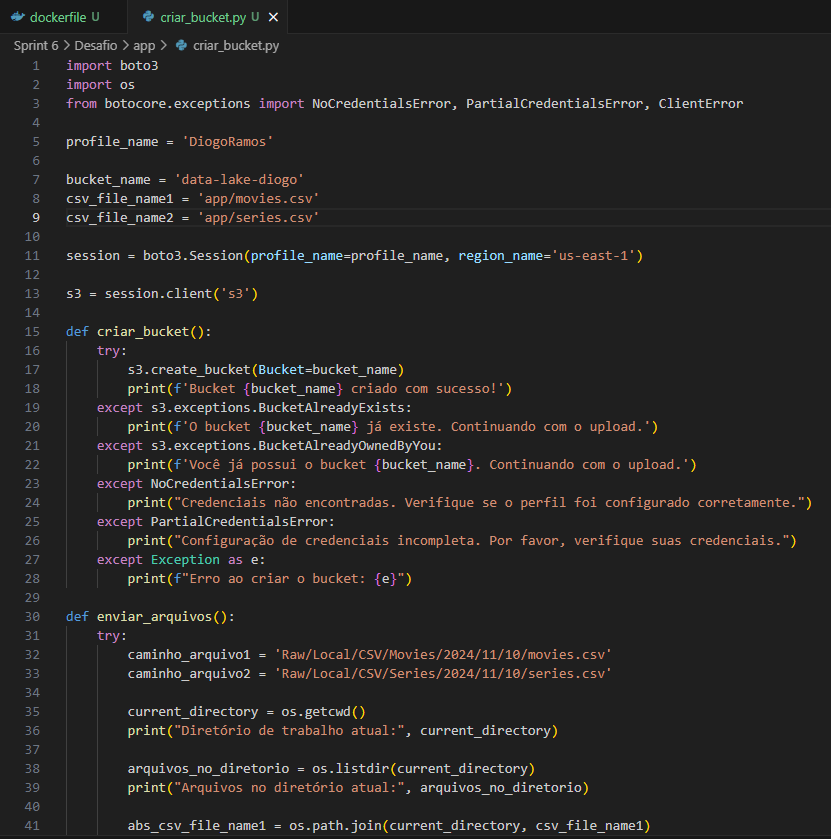 dockerfile U criar_bucket.py U
Sprint 6 > Desafio > app > criar_bucket.py
1 import boto3
2 import os
3 from botocore.exceptions import NoCredentialsError, PartialCredentialsError, ClientError
4
5 profile_name = 'DiogoRamos'
6
7 bucket_name = 'data-lake-diogo'
8 csv_file_name1 = 'app/movies.csv'
9 csv_file_name2 = 'app/series.csv'
10
11 session = boto3.Session(profile_name=profile_name, region_name='us-east-1')
12
13 s3 = session.client('s3')
14
15 def criar_bucket():
16     try:
17         s3.create_bucket(Bucket=bucket_name)
18         print(f'Bucket {bucket_name} criado com sucesso!')
19     except s3.exceptions.BucketAlreadyExists:
20         print(f'O bucket {bucket_name} já existe. Continuando com o upload.')
21     except s3.exceptions.BucketAlreadyOwnedByYou:
22         print(f'Você já possui o bucket {bucket_name}. Continuando com o upload.')
23     except NoCredentialsError:
24         print("Credenciais não encontradas. Verifique se o perfil foi configurado corretamente.")
25     except PartialCredentialsError:
26         print("Configuração de credenciais incompleta. Por favor, verifique suas credenciais.")
27     except Exception as e:
28         print(f"Erro ao criar o bucket: {e}")
29
30 def enviar_arquivos():
31     try:
32         caminho_arquivo1 = 'Raw/Local/CSV/Movies/2024/11/10/movies.csv'
33         caminho_arquivo2 = 'Raw/Local/CSV/Series/2024/11/10/series.csv'
34
35         current_directory = os.getcwd()
36         print("Diretório de trabalho atual:", current_directory)
37
38         arquivos_no_diretorio = os.listdir(current_directory)
39         print("Arquivos no diretório atual:", arquivos_no_diretorio)
40
41         abs_csv_file_name1 = os.path.join(current_directory, csv_file_name1)